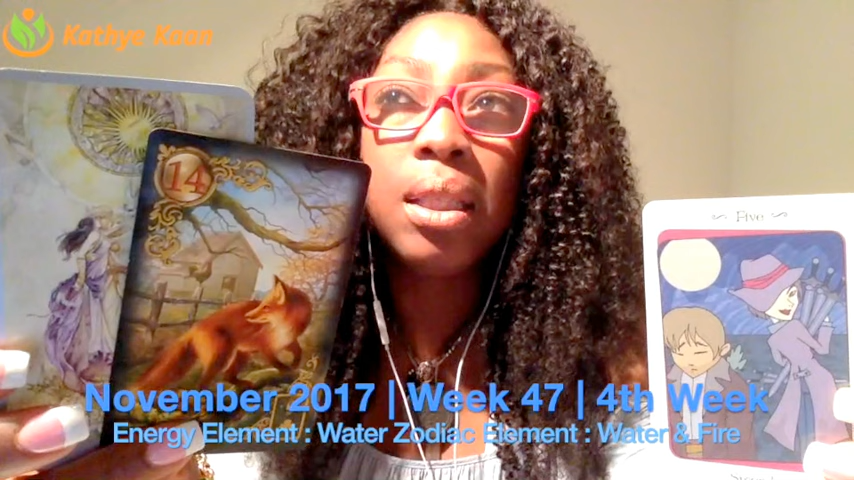 Kathye Koan
14
Five
November 2017 | Week 47 | 4th Week
Energy Element : Water Zodiac Element : Water & Fire